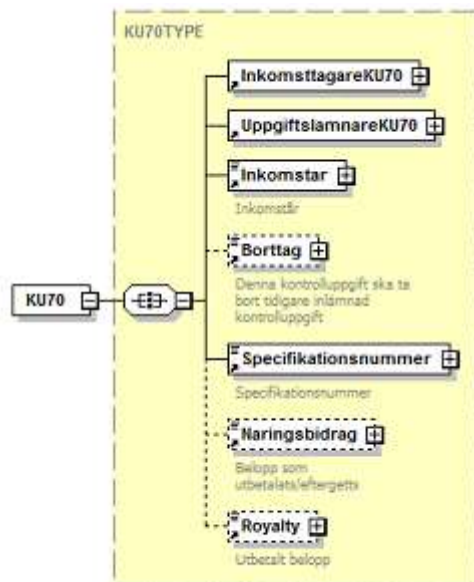 KU70TYPE
InkomsttagareKU70
UppgiftslamnareKU70
Inkomstar
Inkomstår
Borttag
Denna kontrolluppgift ska ta
bort tidigare inlämnad
kontrolluppgift
KU70
Specifikationsnummer
Specifikationsnummer
Naringsbidrag
Belopp som
utbetalats/eftergetts
Royalty
Utbetalt belopp